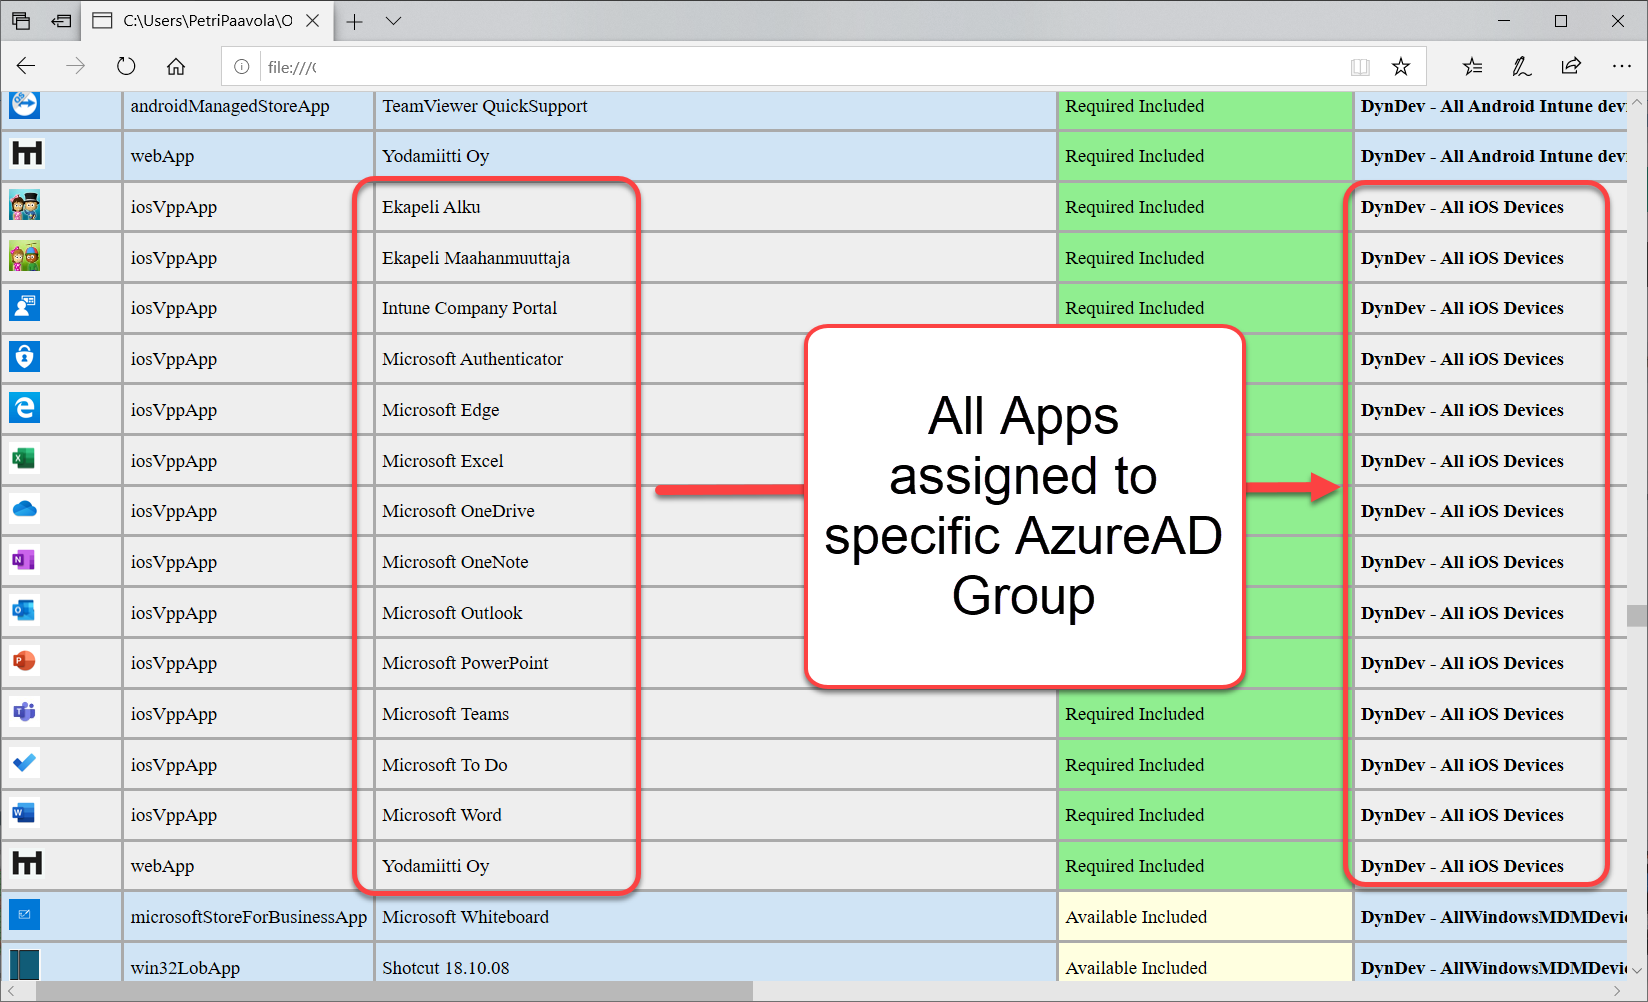 C:\Users\PetriPaavola\O
file:///
androidManagedStoreApp TeamViewer QuickSupport Required Included DynDev - All Android Intune dev
webApp Yodamiitti Oy Required Included DynDev - All Android Intune dev
iosVppApp Ekapeli Alku Required Included DynDev - All iOS Devices
iosVppApp Ekapeli Maahanmuuttaja Required Included DynDev - All iOS Devices
iosVppApp Intune Company Portal Required Included DynDev - All iOS Devices
iosVppApp Microsoft Authenticator DynDev - All iOS Devices
iosVppApp Microsoft Edge DynDev - All iOS Devices
iosVppApp Microsoft Excel DynDev - All iOS Devices
iosVppApp Microsoft OneDrive DynDev - All iOS Devices
iosVppApp Microsoft OneNote DynDev - All iOS Devices
iosVppApp Microsoft Outlook DynDev - All iOS Devices
iosVppApp Microsoft PowerPoint DynDev - All iOS Devices
All Apps
assigned to
specific AzureAD
Group
iosVppApp Microsoft Teams Required Included DynDev - All iOS Devices
iosVppApp Microsoft To Do Required Included DynDev - All iOS Devices
iosVppApp Microsoft Word Required Included DynDev - All iOS Devices
webApp Yodamiitti Oy Required Included DynDev - All iOS Devices
microsoftStoreForBusinessApp Microsoft Whiteboard Available Included DynDev - AllWindowsMDMDevi
win32LobApp Shotcut 18.10.08 Available Included DynDev - AllWindowsMDMDevi